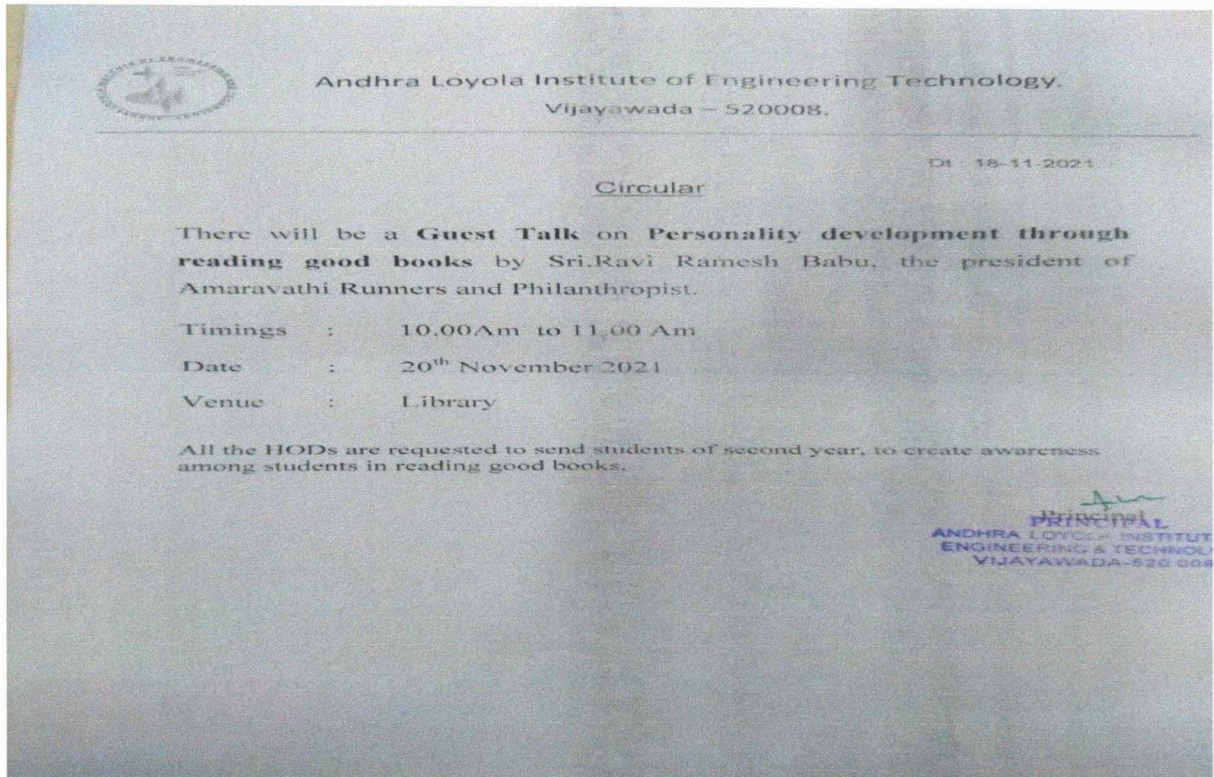 Andhra Loyola Institute of Engineering Technology.
Vijayawada – 520008.
Dt : 18-11-2021
Circular
There will be a Guest Talk on Personality development through
reading good books by Sri.Ravi Ramesh Babu, the president of
Amaravathi Runners and Philanthropist.
Timings : 10.00Am to 11.00 Am
Date : 20th November 2021
Venue : Library
All the HODs are requested to send students of second year, to create awareness
among students in reading good books.
Principal
PRINCIPAL
ANDHRA LOYOLA INSTITUT
ENGINEERING & TECHNOL
VIJAYAWADA-520 008